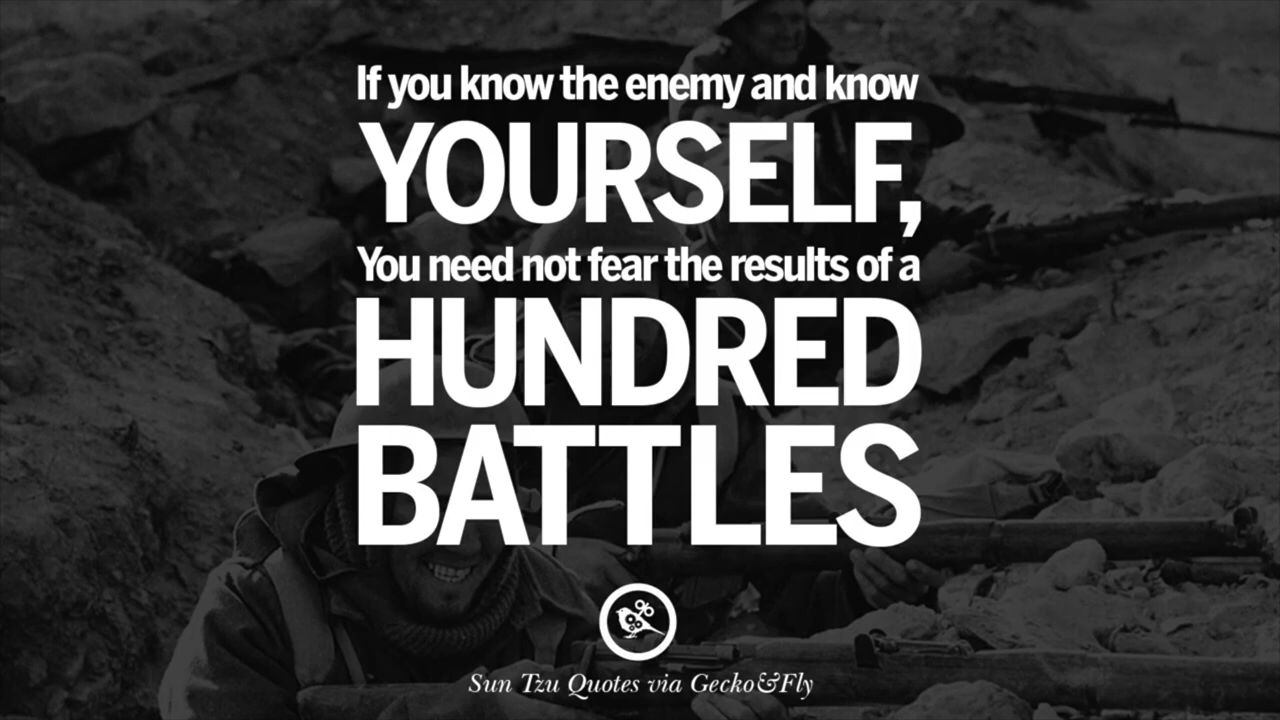 If you know the enemy and know
YOURSELF,
You need not fear the results of a
HUNDRED
BATTLES
Sun Tzu Quotes via Gecko&Fly